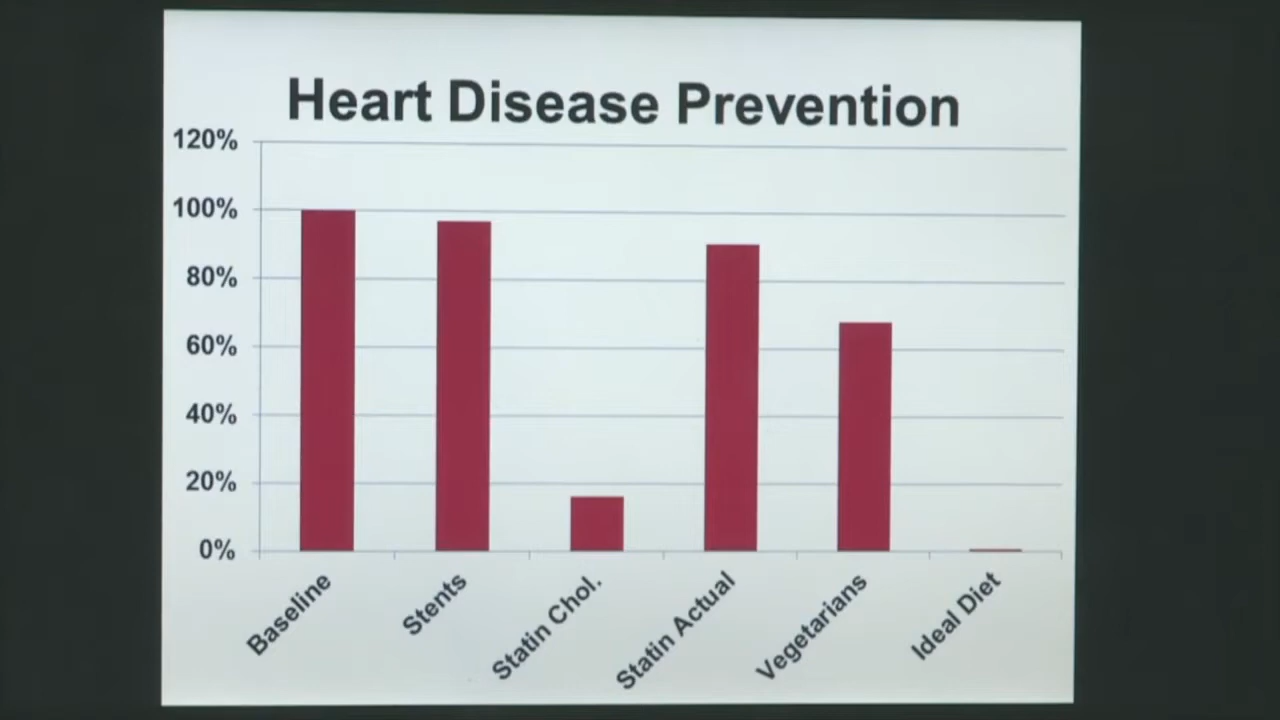 Heart Disease Prevention
120%
100%
80%
60%
40%
20%
0%
Baseline
Stents
Statin Chol.
Statin Actual
Vegetarians
Ideal Diet